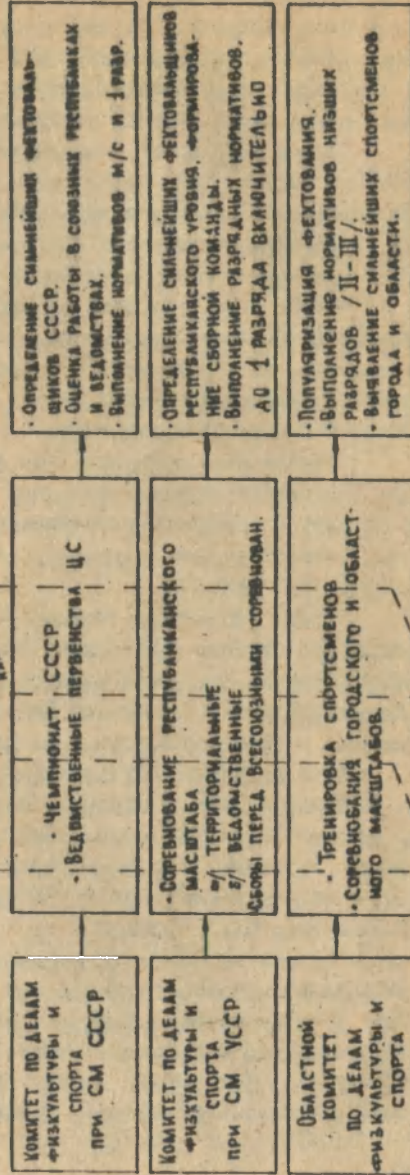 КОМИТЕТ ПО ДЕЛАМ
ФИЗКУЛЬТУРЫ И
СПОРТА
ПРИ СМ СССР
· ЧЕМПИОНАТ СССР
· ВЕДОМСТВЕННЫЕ ПЕРВЕНСТВА ЦС
· ОПРЕДЕЛЕНИЕ СИЛЬНЕЙШИХ ФЕХТОВАЛЬ-
ЩИКОВ СССР.
· ОЦЕНКА РАБОТЫ В СОЮЗНЫХ РЕСПУБЛИКАХ
И ВЕДОМСТВАХ.
· ВЫПОЛНЕНИЕ НОРМАТИВОВ М/С И 1 РАЗР.
КОМИТЕТ ПО ДЕЛАМ
ФИЗКУЛЬТУРЫ И
СПОРТА
ПРИ СМ УССР
· СОРЕВНОВАНИЕ РЕСПУБЛИКАНСКОГО
МАСШТАБА
а/ ТЕРРИТОРИАЛЬНЫЕ
б/ ВЕДОМСТВЕННЫЕ
СБОРЫ ПЕРЕД ВСЕСОЮЗНЫМИ СОРЕВНОВАН.
· ОПРЕДЕЛЕНИЕ СИЛЬНЕЙШИХ ФЕХТОВАЛЬЩИКОВ
РЕСПУБЛИКАНСКОГО УРОВНЯ, ФОРМИРОВА-
НИЕ СБОРНОЙ КОМАНДЫ.
· ВЫПОЛНЕНИЕ РАЗРЯДНЫХ НОРМАТИВОВ,
ДО 1 РАЗРЯДА ВКЛЮЧИТЕЛЬНО
ОБЛАСТНОЙ
КОМИТЕТ
ПО ДЕЛАМ
ФИЗКУЛЬТУРЫ И
СПОРТА
· ТРЕНИРОВКА СПОРТСМЕНОВ
· СОРЕВНОВАНИЯ ГОРОДСКОГО И ОБЛАСТ-
НОГО МАСШТАБОВ.
· ПОПУЛЯРИЗАЦИЯ ФЕХТОВАНИЯ.
· ВЫПОЛНЕНИЕ НОРМАТИВОВ НИЗШИХ
РАЗРЯДОВ /II-III/.
· ВЫЯВЛЕНИЕ СИЛЬНЕЙШИХ СПОРТСМЕНОВ
ГОРОДА И ОБЛАСТИ.